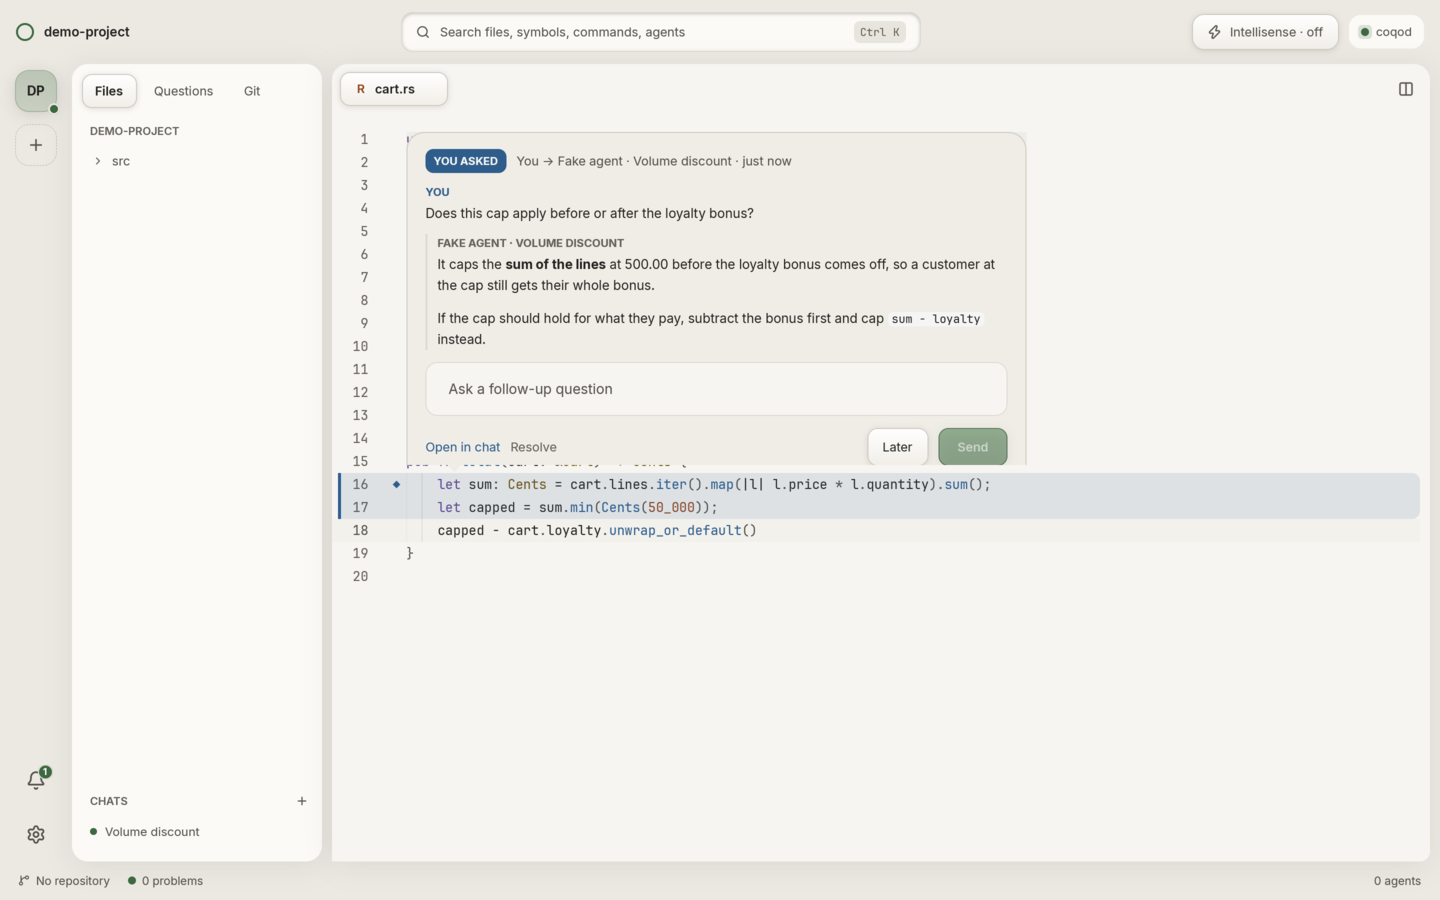 demo-project
Search files, symbols, commands, agents
Ctrl K
Intellisense · off
coqod
DP
Files
Questions
Git
DEMO-PROJECT
src
R cart.rs
1
2
3
4
5
6
7
8
9
10
11
12
13
14
15
YOU ASKED
You → Fake agent · Volume discount · just now
YOU
Does this cap apply before or after the loyalty bonus?
FAKE AGENT · VOLUME DISCOUNT
It caps the sum of the lines at 500.00 before the loyalty bonus comes off, so a customer at
the cap still gets their whole bonus.
If the cap should hold for what they pay, subtract the bonus first and cap sum - loyalty
instead.
Ask a follow-up question
Open in chat
Resolve
Later
Send
16 let sum: Cents = cart.lines.iter().map(|l| l.price * l.quantity).sum();
17 let capped = sum.min(Cents(50_000));
18 capped - cart.loyalty.unwrap_or_default()
19 }
20
1
CHATS
Volume discount
No repository
0 problems
0 agents